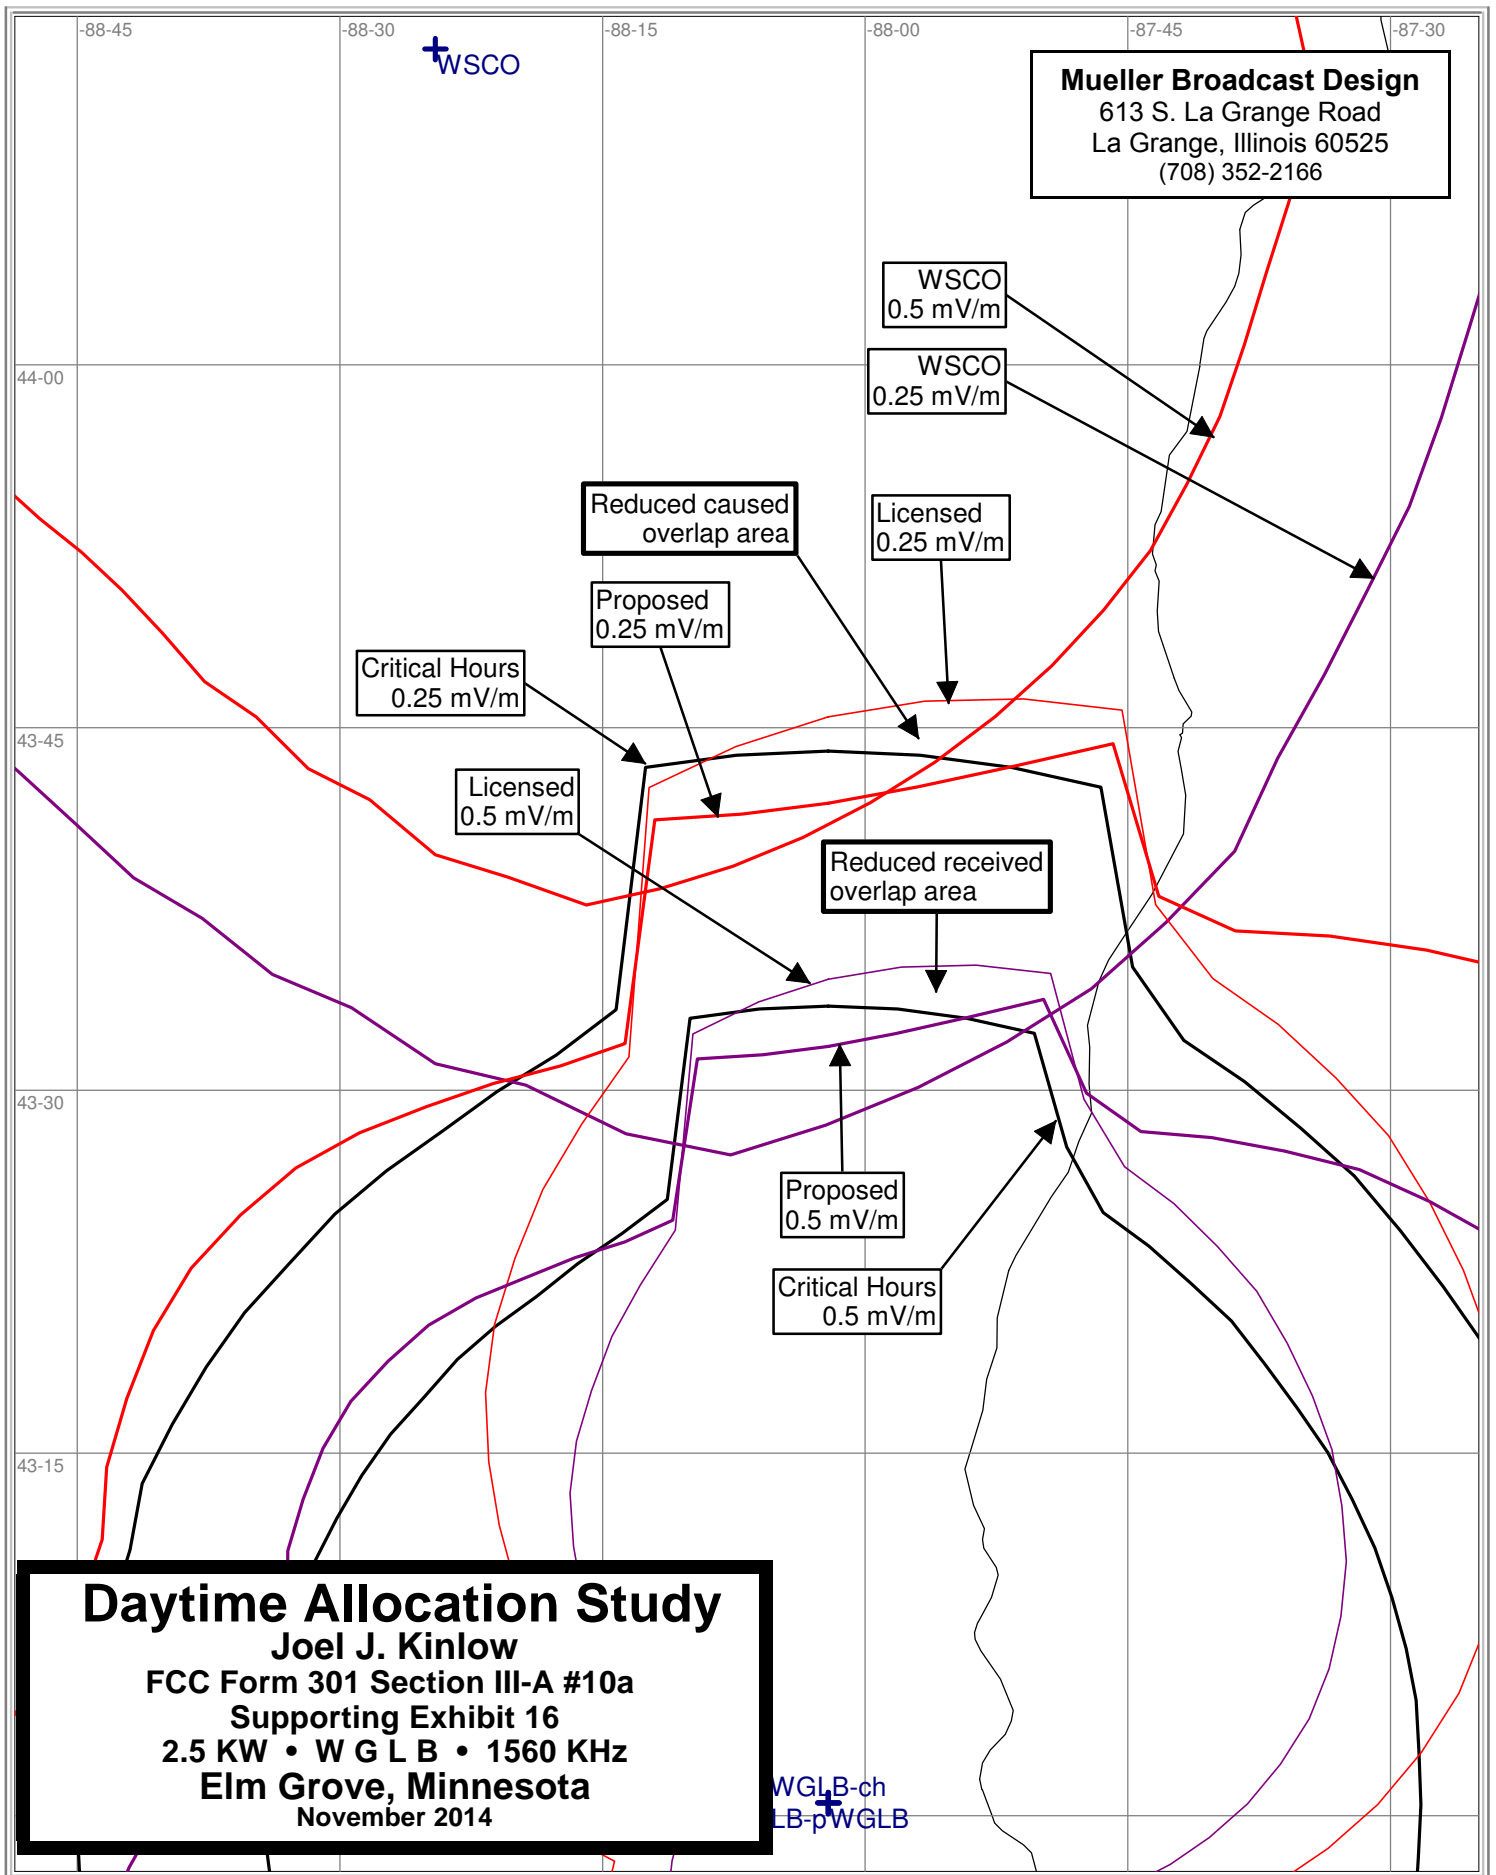 -88-45
-88-30
-88-15
-88-00
-87-45
-87-30
WSCO
Mueller Broadcast Design
613 S. La Grange Road
La Grange, Illinois 60525
(708) 352-2166
WSCO
0.5 mV/m
44-00
WSCO
0.25 mV/m
Reduced caused
overlap area
Licensed
0.25 mV/m
Proposed
0.25 mV/m
Critical Hours
0.25 mV/m
43-45
Licensed
0.5 mV/m
Reduced received
overlap area
43-30
Proposed
0.5 mV/m
Critical Hours
0.5 mV/m
43-15
Daytime Allocation Study
Joel J. Kinlow
FCC Form 301 Section III-A #10a
Supporting Exhibit 16
2.5 KW • W G L B • 1560 KHz
Elm Grove, Minnesota
November 2014
WGLB-ch
LB-pWGLB